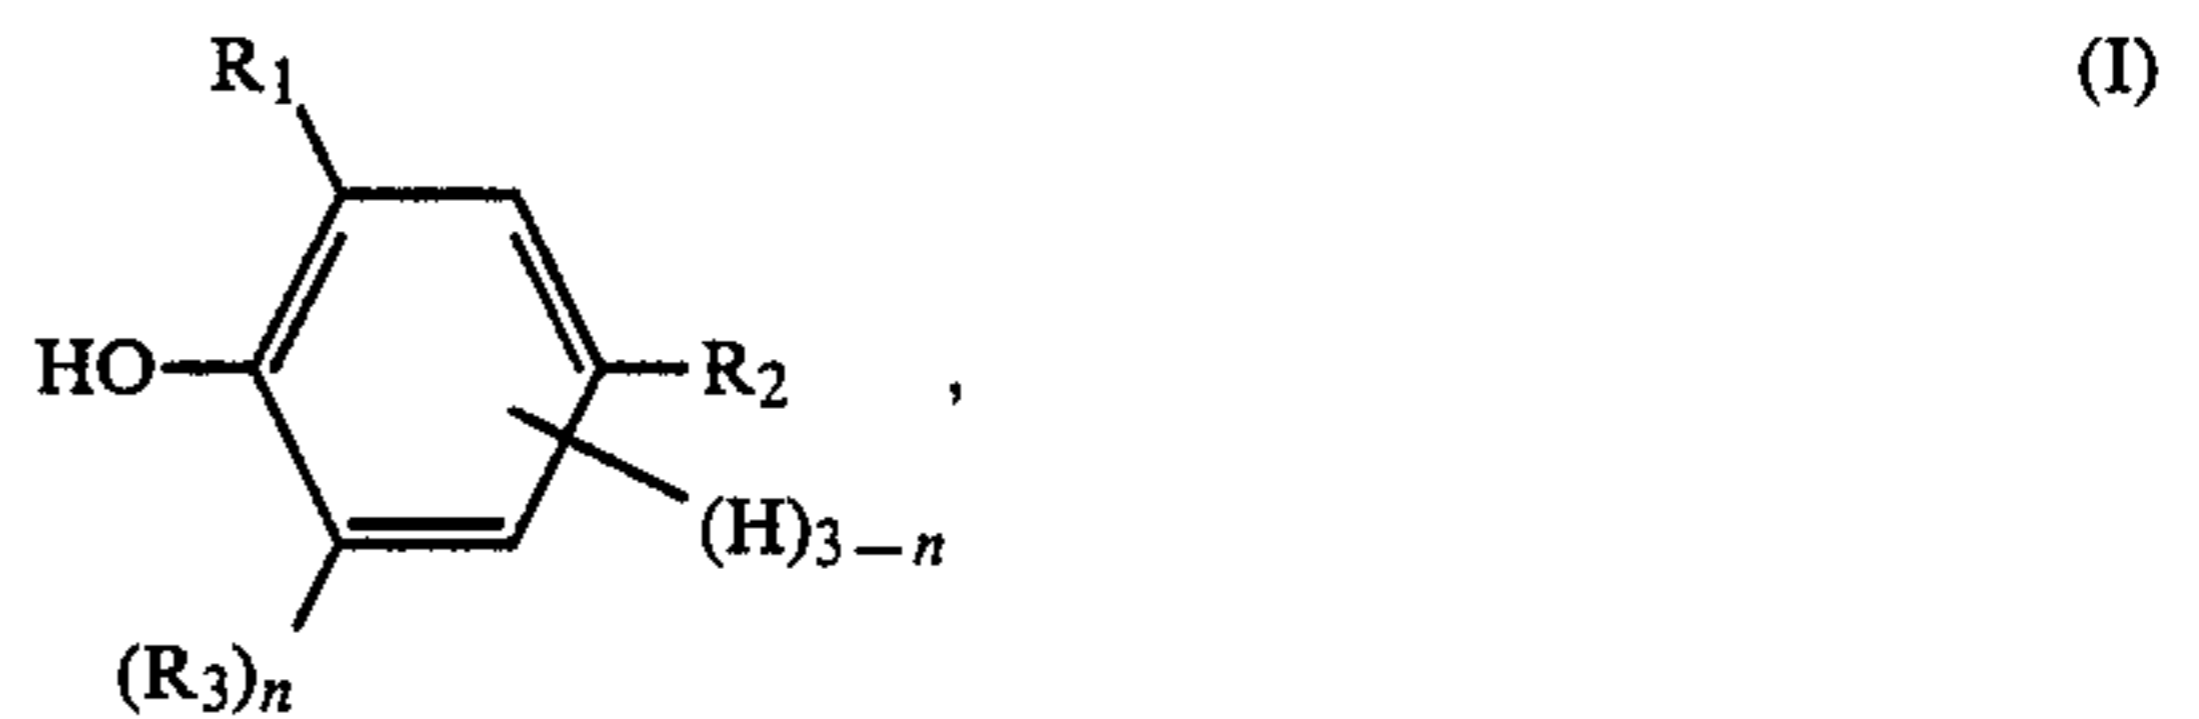 R1 (I)
HO R2 ,
(H)3−n
(R3)n